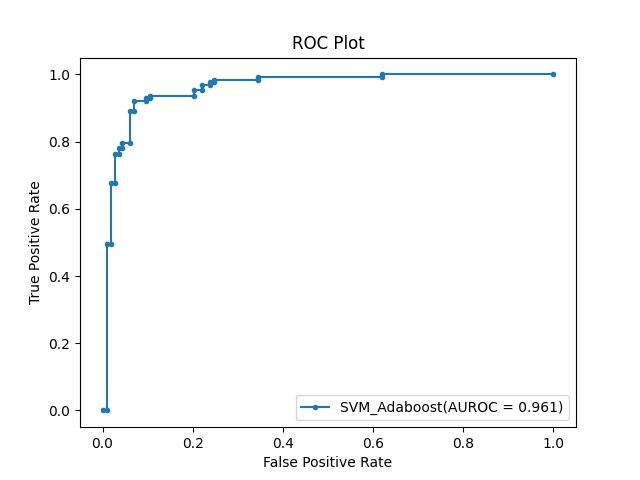 ROC Plot
True Positive Rate
1.0
0.8
0.6
0.4
0.2
0.0
SVM_Adaboost(AUROC = 0.961)
0.0 0.2 0.4 0.6 0.8 1.0
False Positive Rate